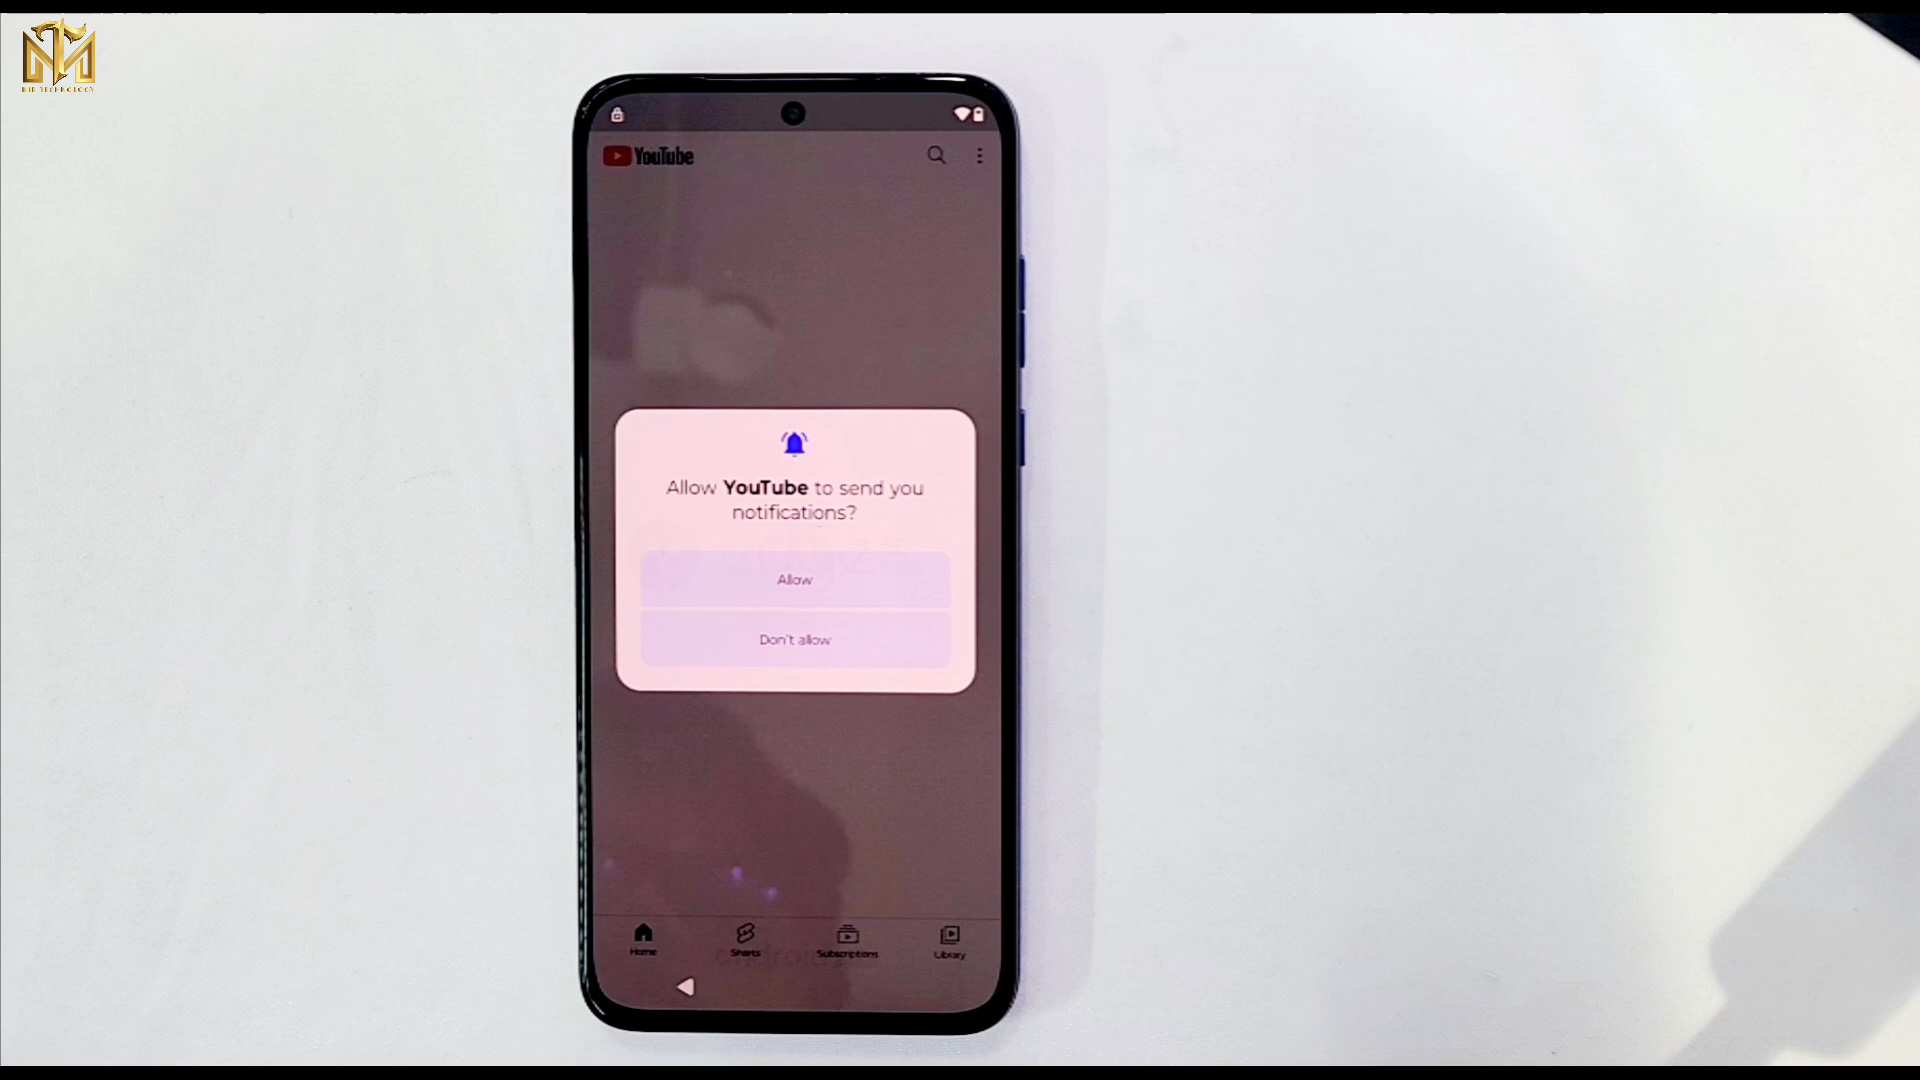 YouTube
Allow YouTube to send you
notifications?
Allow
Don't allow
Home
Shorts
Subscriptions
Library